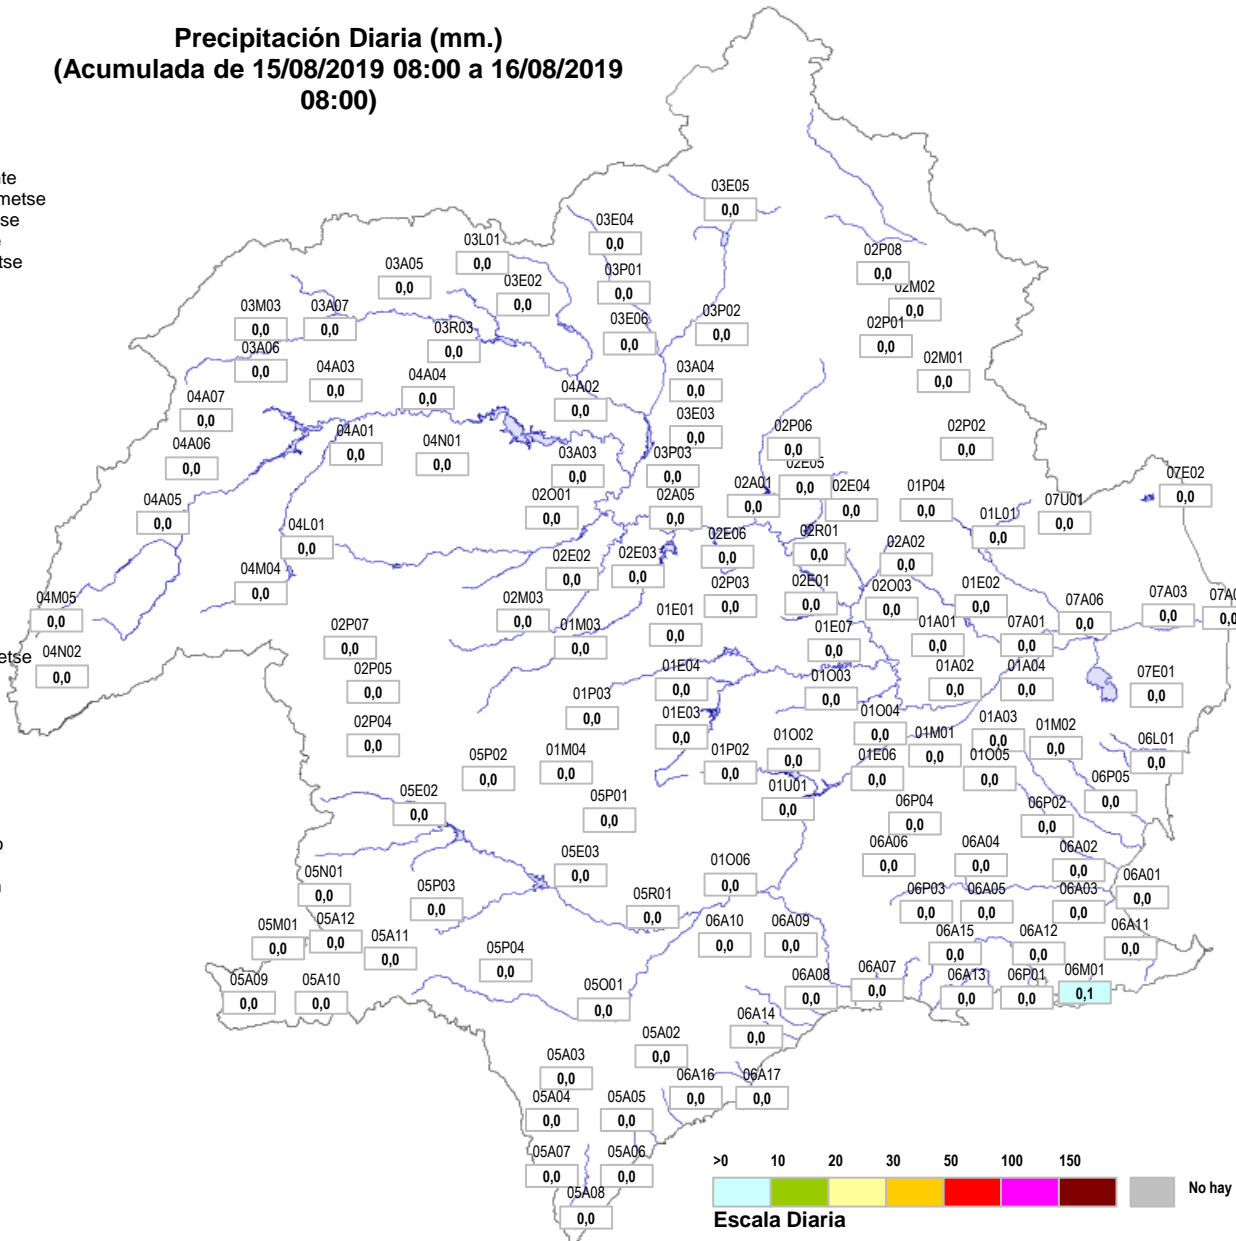 Precipitación Diaria (mm.)
(Acumulada de 15/08/2019 08:00 a 16/08/2019
08:00)
nte
metse
se
e
tse
03E05
0,0
03E04
0,0
03L01
0,0
02P08
0,0
03A05
0,0
03P01
0,0
03E02
0,0
02M02
0,0
03M03
0,0
03A07
0,0
03E06
0,0
03P02
0,0
02P01
0,0
03R03
0,0
03A06
0,0
02M01
0,0
04A03
0,0
04A04
0,0
03A04
0,0
04A02
0,0
04A07
0,0
03E03
0,0
04A01
0,0
02P06
0,0
02P02
0,0
04A06
0,0
04N01
0,0
03A03
0,0
03P03
0,0
02E05
0,0
07E02
0,0
04A05
0,0
02O01
0,0
02A05
0,0
02A01
0,0
02E04
0,0
01P04
0,0
07U01
0,0
01L01
0,0
04L01
0,0
02E06
0,0
02R01
0,0
02A02
0,0
02E02
0,0
02E03
0,0
04M04
0,0
02P03
0,0
02E01
0,0
02O03
0,0
01E02
0,0
04M05
0,0
02M03
0,0
01E01
0,0
07A06
0,0
07A03
0,0
07A0
0,0
02P07
0,0
01M03
0,0
01E07
0,0
01A01
0,0
07A01
0,0
etse
04N02
0,0
02P05
0,0
01E04
0,0
01O03
0,0
01A02
0,0
01A04
0,0
07E01
0,0
01P03
0,0
02P04
0,0
01E03
0,0
01O04
0,0
01A03
0,0
01M02
0,0
01M01
0,0
06L01
0,0
05P02
0,0
01M04
0,0
01P02
0,0
01O02
0,0
01E06
0,0
01O05
0,0
05E02
0,0
05P01
0,0
01U01
0,0
06P05
0,0
06P04
0,0
06P02
0,0
o
05E03
0,0
01O06
0,0
06A06
0,0
06A04
0,0
06A02
0,0
n
05N01
0,0
05P03
0,0
05R01
0,0
06P03
0,0
06A05
0,0
06A03
0,0
06A01
0,0
05M01
0,0
05A12
0,0
05A11
0,0
06A10
0,0
06A09
0,0
06A15
0,0
06A12
0,0
06A11
0,0
05P04
0,0
05A09
0,0
05A10
0,0
05O01
0,0
06A08
0,0
06A07
0,0
06A13
0,0
06P01
0,0
06M01
0,1
06A14
0,0
05A02
0,0
05A03
0,0
06A16
0,0
06A17
0,0
05A04
0,0
05A05
0,0
05A07
0,0
05A06
0,0
05A08
0,0
>0 10 20 30 50 100 150
No hay
Escala Diaria